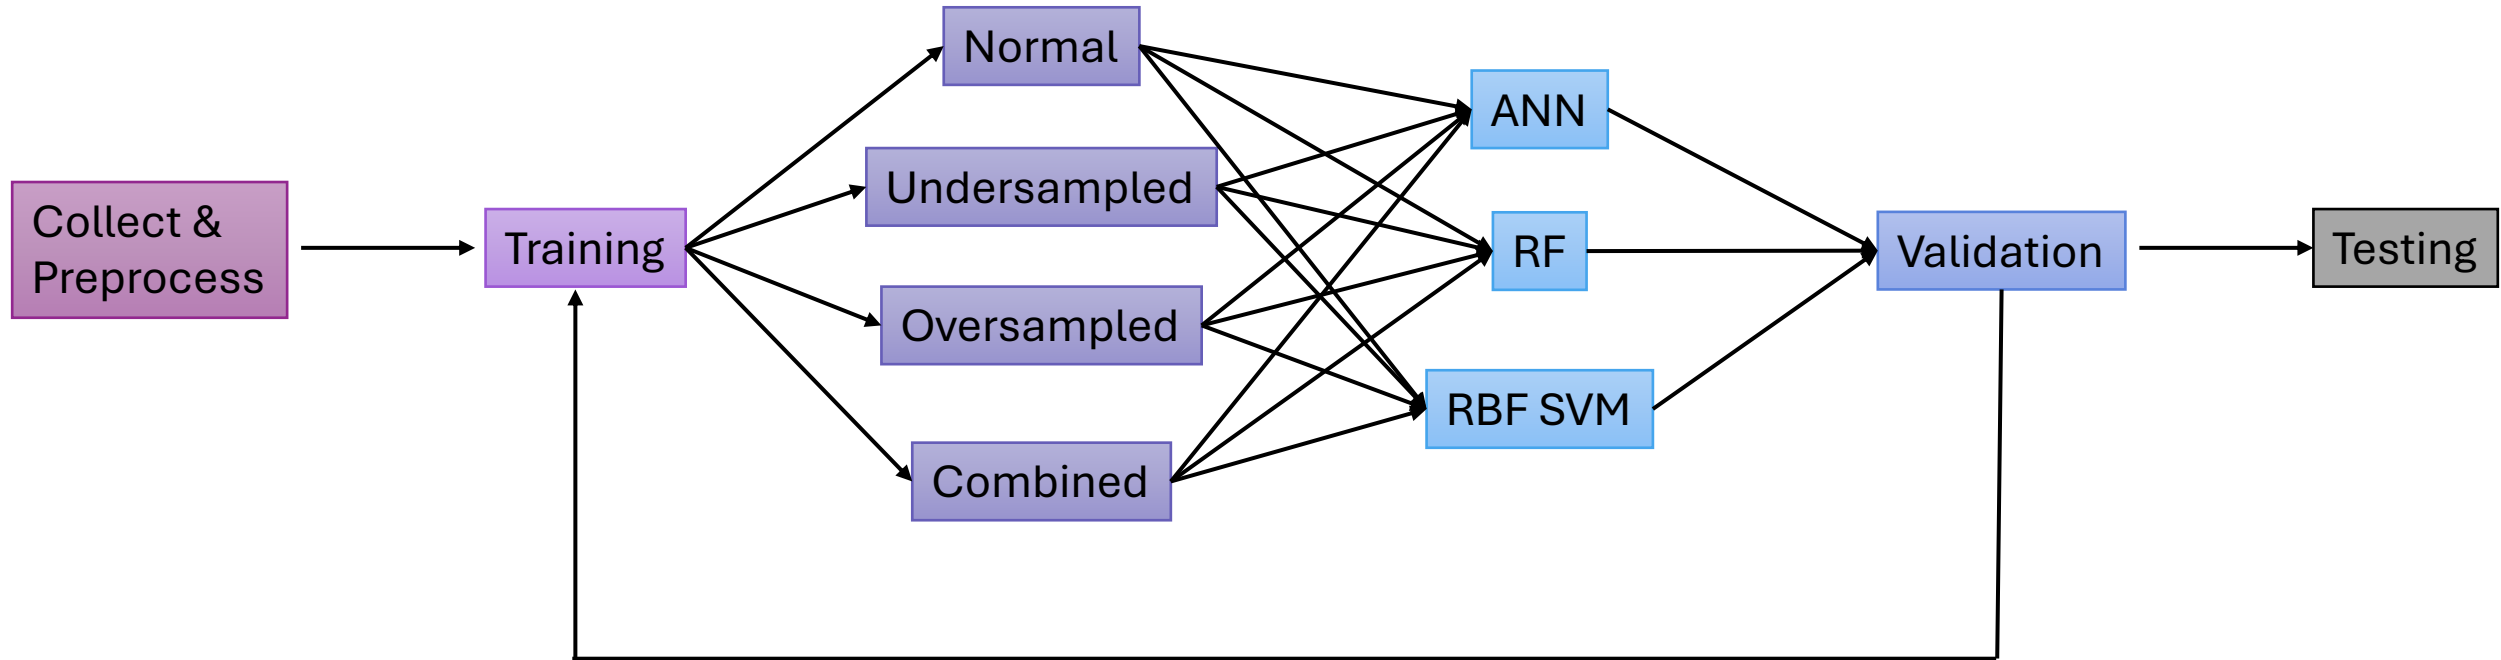 Collect &
Preprocess
Training
Normal
Undersampled
Oversampled
Combined
ANN
RF
RBF SVM
Validation
Testing